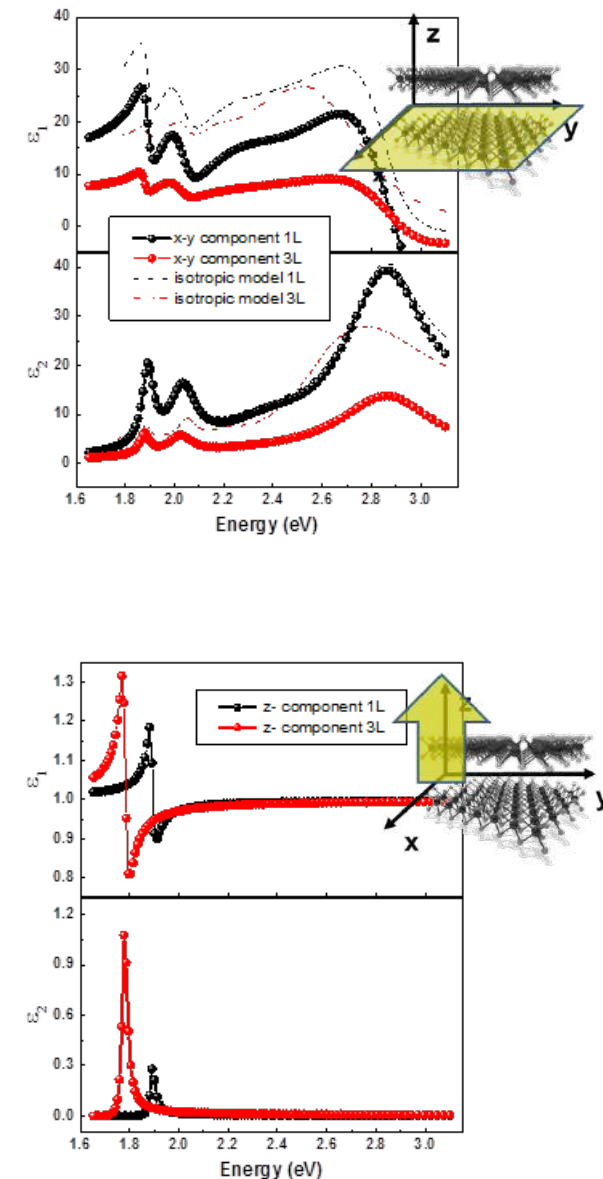 40
30
20
10
0
ε1
z
y
x-y component 1L
x-y component 3L
isotropic model 1L
isotropic model 3L
40
30
20
10
0
ε2
1.6 1.8 2.0 2.2 2.4 2.6 2.8 3.0
Energy (eV)
1.3
1.2
1.1
1.0
0.9
0.8
ε1
z- component 1L
z- component 3L
z
y
x
1.2
0.9
0.6
0.3
0.0
ε2
1.6 1.8 2.0 2.2 2.4 2.6 2.8 3.0
Energy (eV)